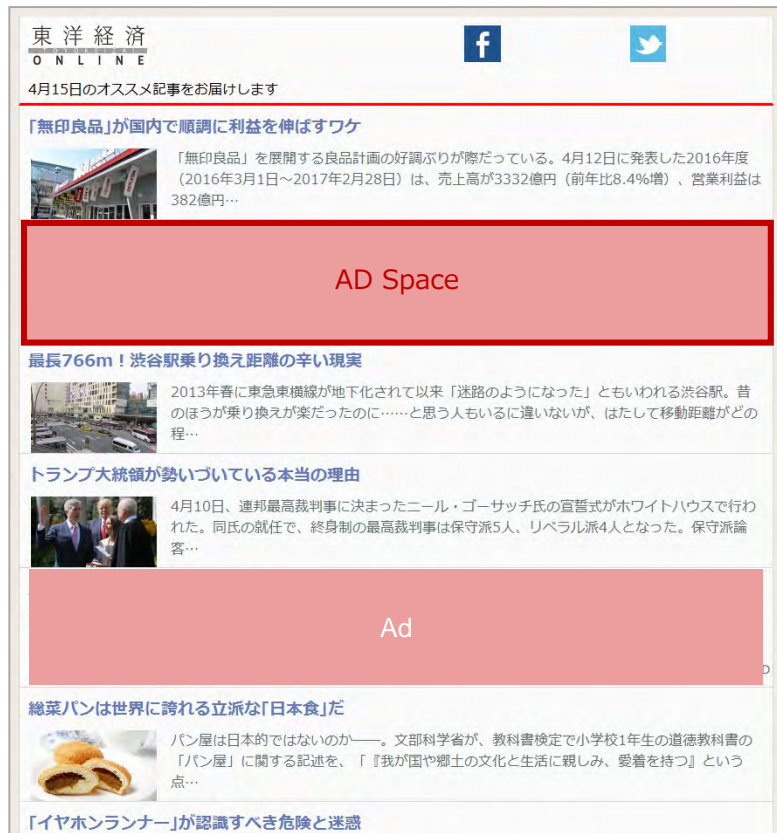 東洋経済
TOYOKEIZAI
ONLINE
4月15日のオススメ記事をお届けします
「無印良品」が国内で順調に利益を伸ばすワケ
「無印良品」を展開する良品計画の好調ぶりが際だっている。4月12日に発表した2016年度
（2016年3月1日～2017年2月28日）は、売上高が3332億円（前年比8.4%増）、営業利益は
382億円…
AD Space
最長766m！渋谷駅乗り換え距離の辛い現実
2013年春に東急東横線が地下化されて以来「迷路のようになった」ともいわれる渋谷駅。昔
のほうが乗り換えが楽だったのに……と思う人もいるに違いないが、はたして移動距離がどの
程…
トランプ大統領が勢いづいている本当の理由
4月10日、連邦最高裁判事に決まったニール・ゴーサッチ氏の宣誓式がホワイトハウスで行わ
れた。同氏の就任で、終身制の最高裁判事は保守派5人、リベラル派4人となった。保守派論
客…
Ad
総菜パンは世界に誇れる立派な「日本食」だ
パン屋は日本的ではないのか――。文部科学省が、教科書検定で小学校1年生の道徳教科書の
「パン屋」に関する記述を、「『我が国や郷土の文化と生活に親しみ、愛着を持つ』という
点…
「イヤホンランナー」が認識すべき危険と迷惑